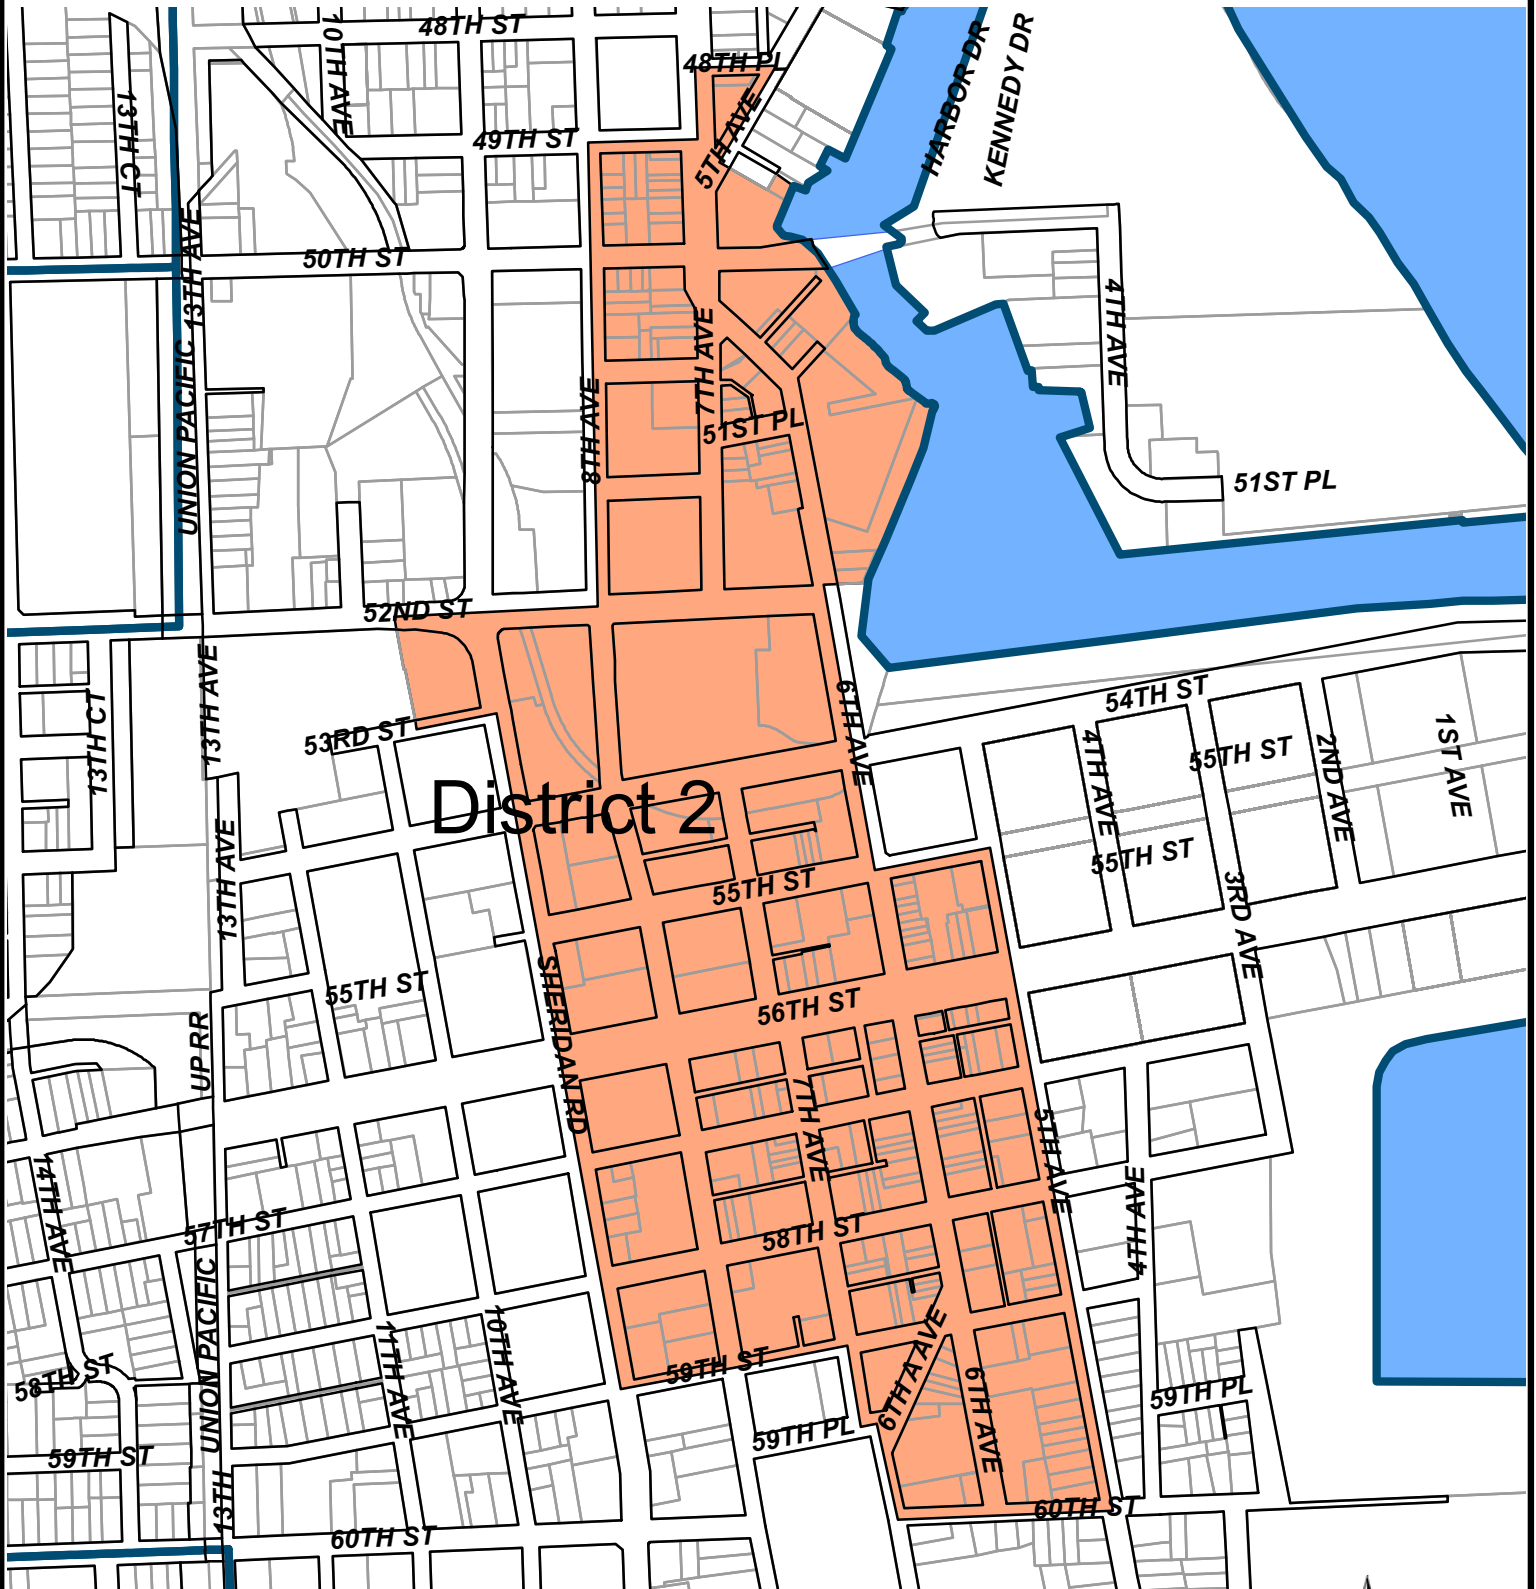 48TH ST
10TH AVE
48TH PL
HARBOR DR
KENNEDY DR
13TH CT
49TH ST
5TH AVE
13TH AVE
50TH ST
4TH AVE
UNION PACIFIC
7TH AVE
8TH AVE
51ST PL
51ST PL
52ND ST
13TH AVE
13TH CT
6TH AVE
54TH ST
53RD ST
4TH AVE
55TH ST
2ND AVE
1ST AVE
District 2
13TH AVE
55TH ST
55TH ST
3RD AVE
SHERIDAN RD
55TH ST
56TH ST
UP RR
7TH AVE
5TH AVE
14TH AVE
4TH AVE
57TH ST
58TH ST
UNION PACIFIC
10TH AVE
11TH AVE
6TH A AVE
58TH ST
59TH ST
6TH AVE
59TH PL
59TH PL
59TH ST
13TH
60TH ST
60TH ST